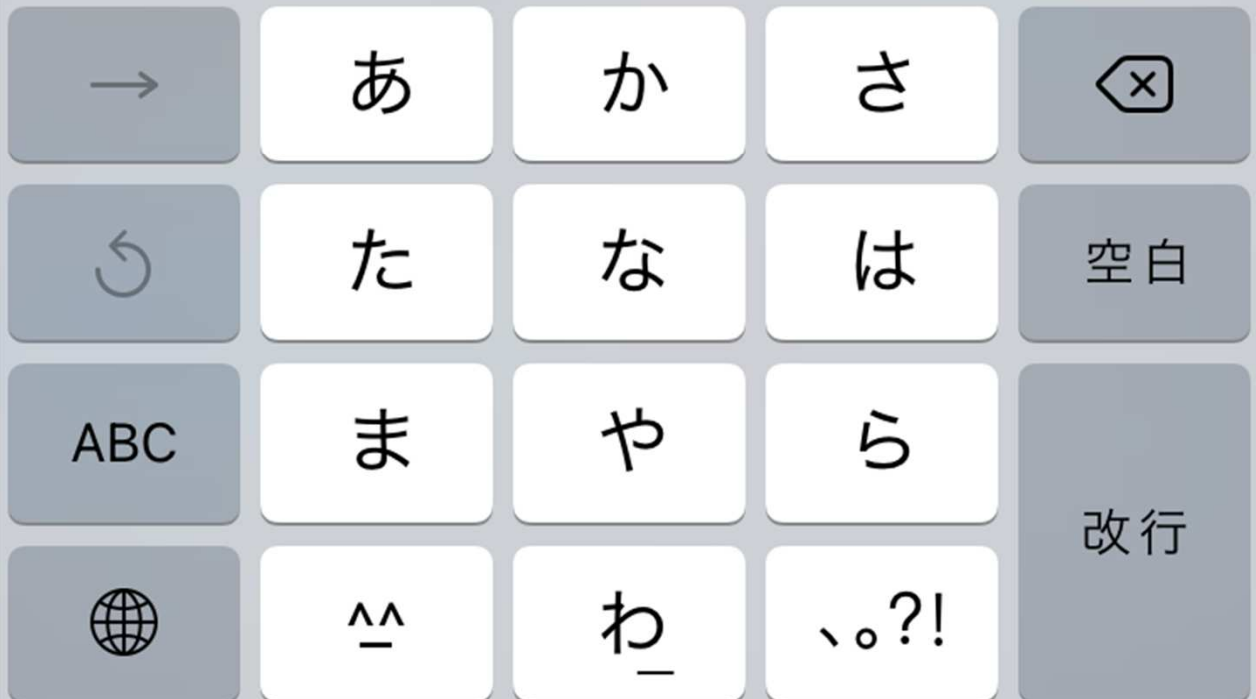 → あ か さ
た な は 空白
ABC ま や ら
^_^ わ_ 、。?! 改行